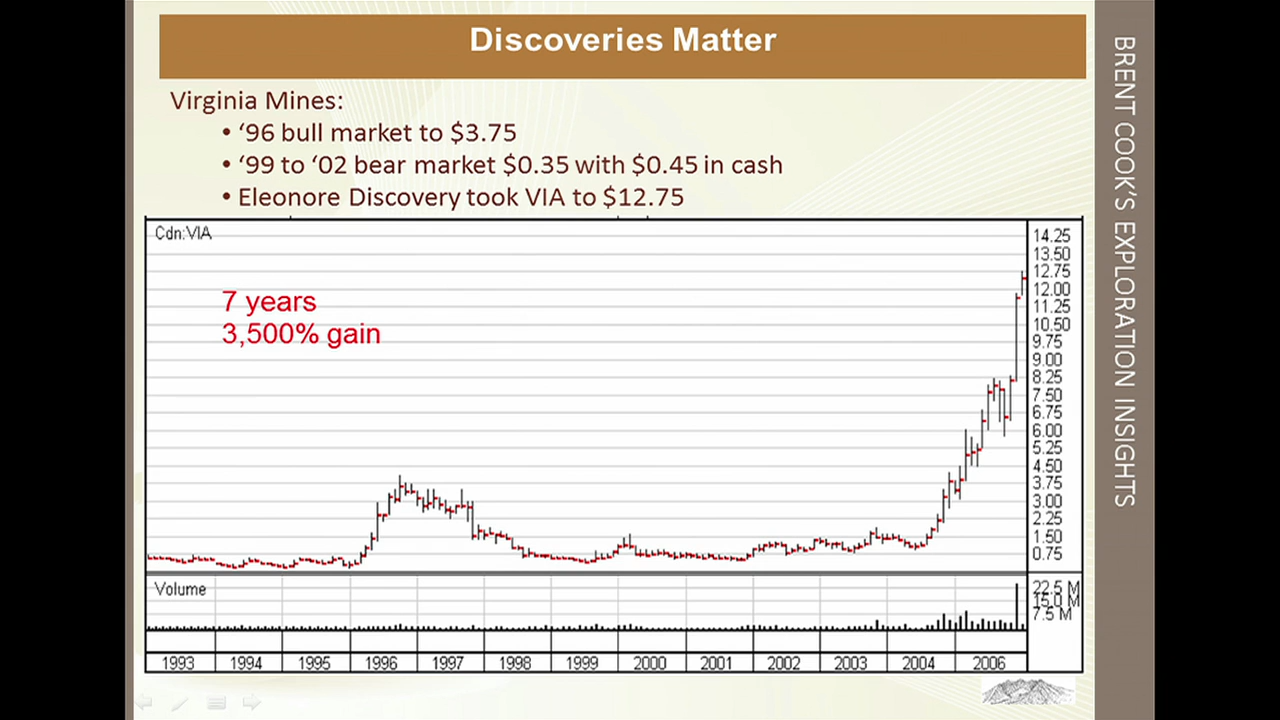 Discoveries Matter
Virginia Mines:
• ‘96 bull market to $3.75
• ‘99 to ‘02 bear market $0.35 with $0.45 in cash
• Eleonore Discovery took VIA to $12.75
Cdn:VIA
7 years
3,500% gain
14.25
13.50
12.75
12.00
11.25
10.50
9.75
9.00
8.25
7.50
6.75
6.00
5.25
4.50
3.75
3.00
2.25
1.50
0.75
Volume
22.5 M
15.0 M
7.5 M
1993 1994 1995 1996 1997 1998 1999 2000 2001 2002 2003 2004 2006
BRENT COOK’S EXPLORATION INSIGHTS